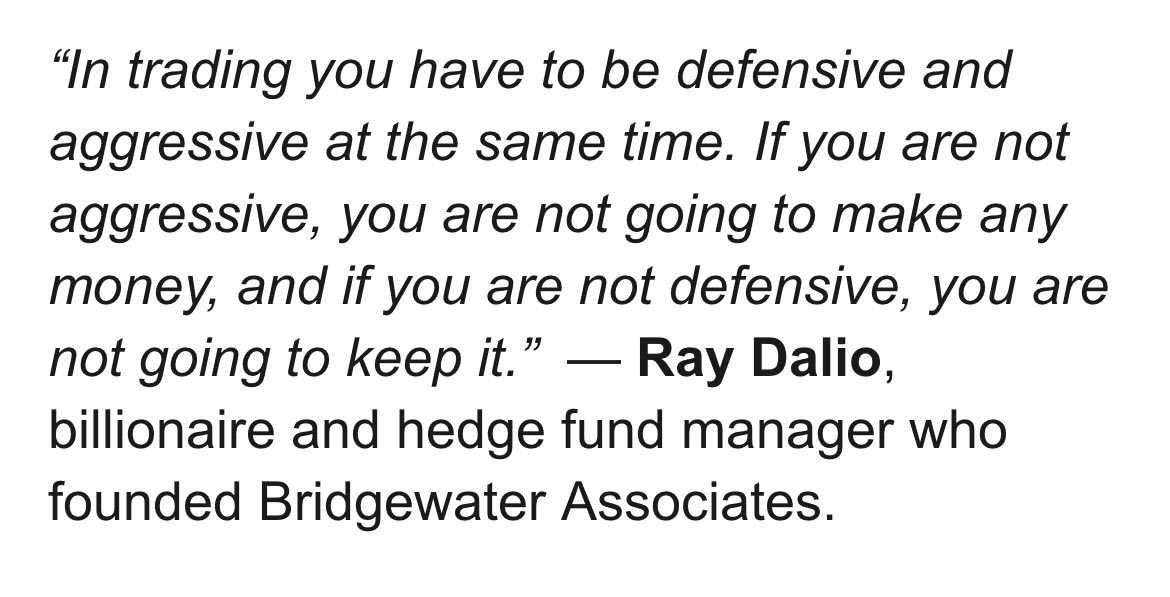 “In trading you have to be defensive and
aggressive at the same time. If you are not
aggressive, you are not going to make any
money, and if you are not defensive, you are
not going to keep it.”  — Ray Dalio,
billionaire and hedge fund manager who
founded Bridgewater Associates.